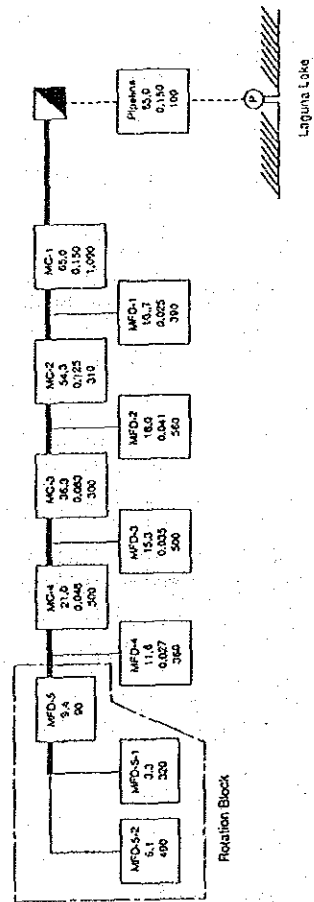 Laguna Lake
P
Pipeline
65.0
0.150
100
MC-1
65.0
0.150
1,090
MFD-1
10.7
0.025
390
MC-2
54.3
0.125
310
MFD-2
18.0
0.041
560
MC-3
36.3
0.083
300
MFD-3
15.3
0.035
500
MC-4
21.0
0.048
500
MFD-4
11.6
0.027
360
MFD-5
9.4
90
MFD-5-1
3.3
320
MFD-5-2
6.1
490
Rotation Block